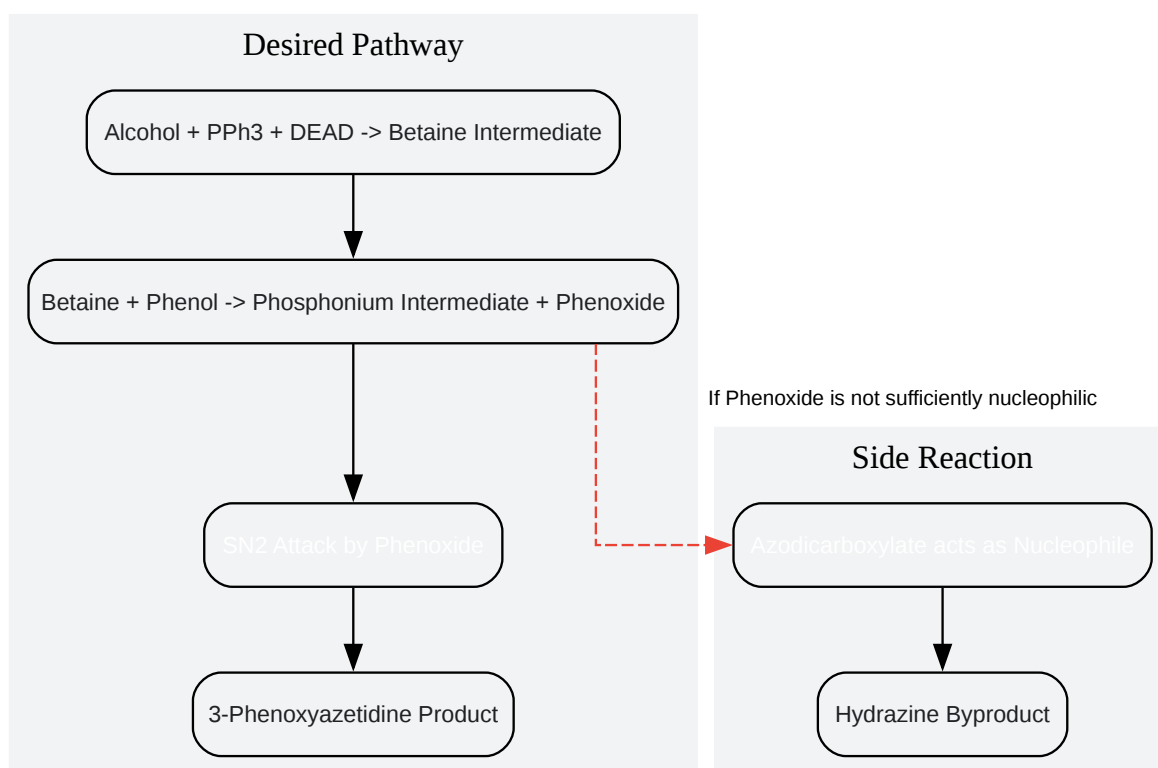 Desired Pathway
Alcohol + PPh3 + DEAD -> Betaine Intermediate
Betaine + Phenol -> Phosphonium Intermediate + Phenoxide
If Phenoxide is not sufficiently nucleophilic
Side Reaction
SN2 Attack by Phenoxide
Azodicarboxylate acts as Nucleophile
3-Phenoxyazetidine Product
Hydrazine Byproduct